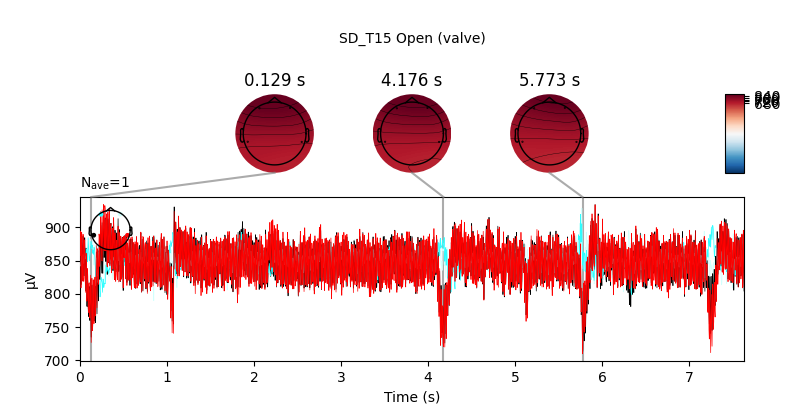 SD_T15 Open (valve)
0.129 s 4.176 s 5.773 s
Nave=1
900
850
800
750
700
µV
0 1 2 3 4 5 6 7
Time (s)